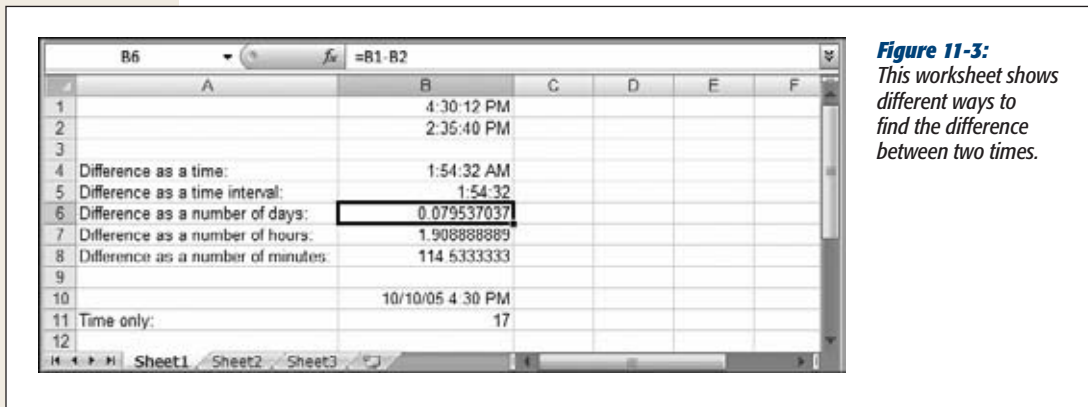 B6 fx =B1-B2
A B C D E F
1 4:30:12 PM
2 2:35:40 PM
3
4 Difference as a time: 1:54:32 AM
5 Difference as a time interval: 1:54:32
6 Difference as a number of days: 0.079537037
7 Difference as a number of hours: 1.908888889
8 Difference as a number of minutes: 114.5333333
9
10 10/10/05 4:30 PM
11 Time only: 17
12
Sheet1 Sheet2 Sheet3
Figure 11-3:
This worksheet shows
different ways to
find the difference
between two times.